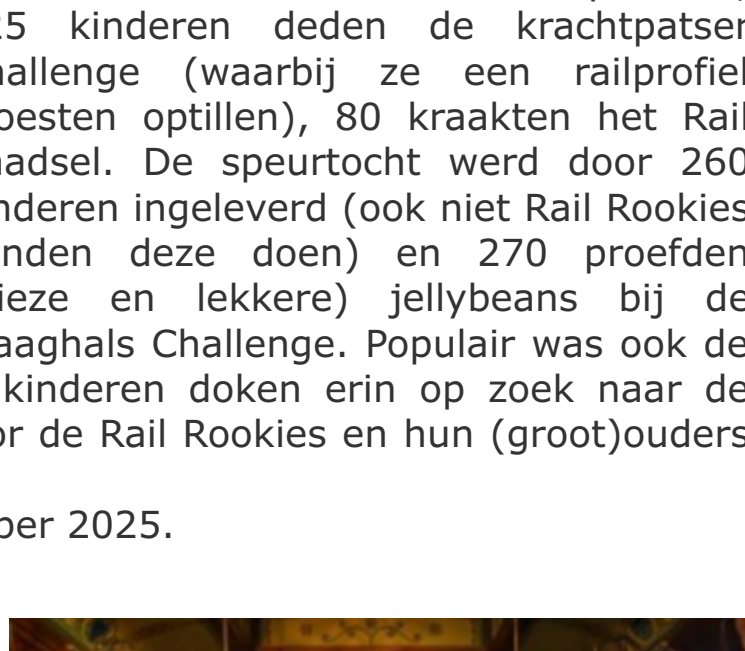 25 kinderen deden de krachtpatser
hallenge (waarbij ze een railprofiel
oesten optillen), 80 kraakten het Rail
aadsel. De speurtocht werd door 260
nderen ingeleverd (ook niet Rail Rookies
nden deze doen) en 270 proefden
ieze en lekkere) jellybeans bij de
aaghals Challenge. Populair was ook de
kinderen doken erin op zoek naar de
or de Rail Rookies en hun (groot)ouders
ber 2025.